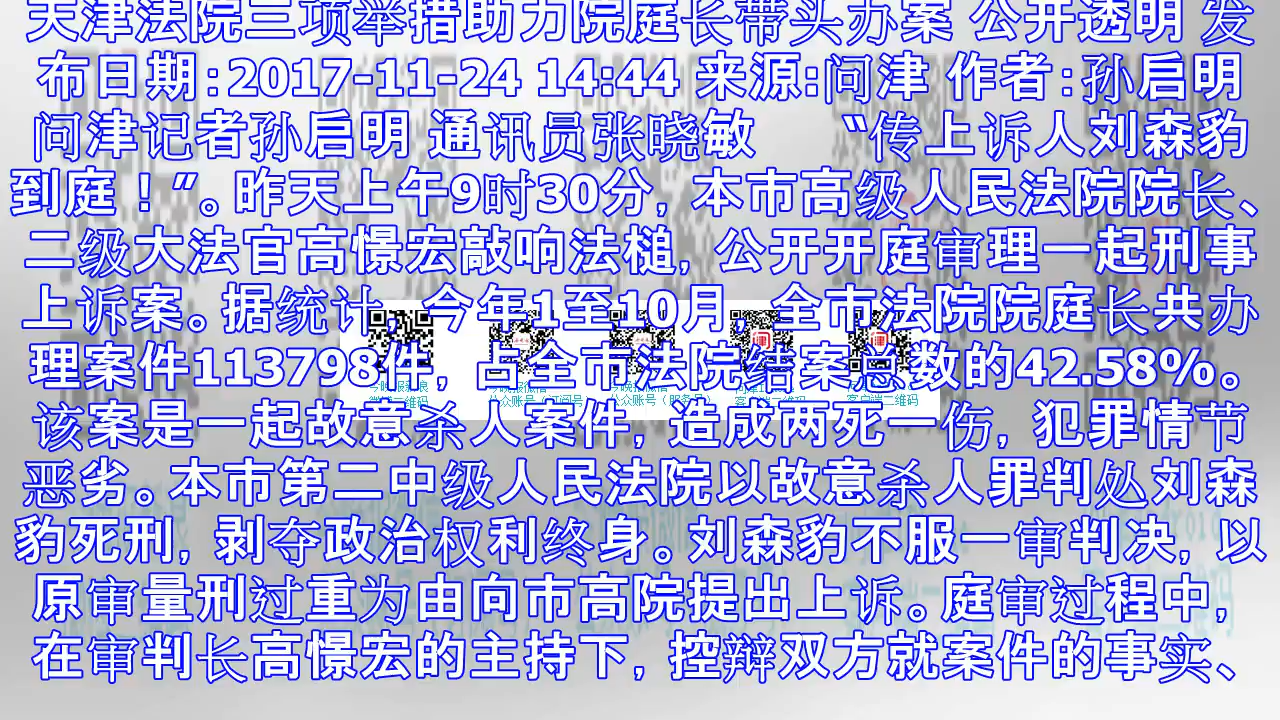 天津法院三项举措助力院庭长带头办案 公开透明 发
布日期:2017-11-24 14:44 来源:问津 作者:孙启明
问津记者孙启明 通讯员张晓敏 “传上诉人刘森豹
到庭！”。昨天上午9时30分, 本市高级人民法院院长、
二级大法官高憬宏敲响法槌, 公开开庭审理一起刑事
上诉案。据统计, 今年1至10月, 全市法院院庭长共办
理案件113798件, 占全市法院结案总数的42.58%。
该案是一起故意杀人案件, 造成两死一伤, 犯罪情节
恶劣。本市第二中级人民法院以故意杀人罪判处刘森
豹死刑, 剥夺政治权利终身。刘森豹不服一审判决, 以
原审量刑过重为由向市高院提出上诉。庭审过程中,
在审判长高憬宏的主持下, 控辩双方就案件的事实、